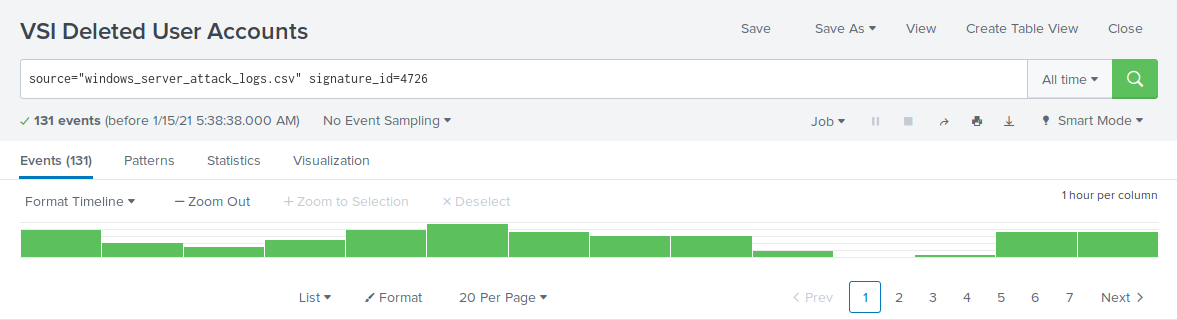 VSI Deleted User Accounts
Save Save As View Create Table View Close
source="windows_server_attack_logs.csv" signature_id=4726
All time
131 events (before 1/15/21 5:38:38.000 AM) No Event Sampling
Job Smart Mode
Events (131) Patterns Statistics Visualization
Format Timeline — Zoom Out + Zoom to Selection × Deselect
1 hour per column
List Format 20 Per Page
< Prev 1 2 3 4 5 6 7 Next >